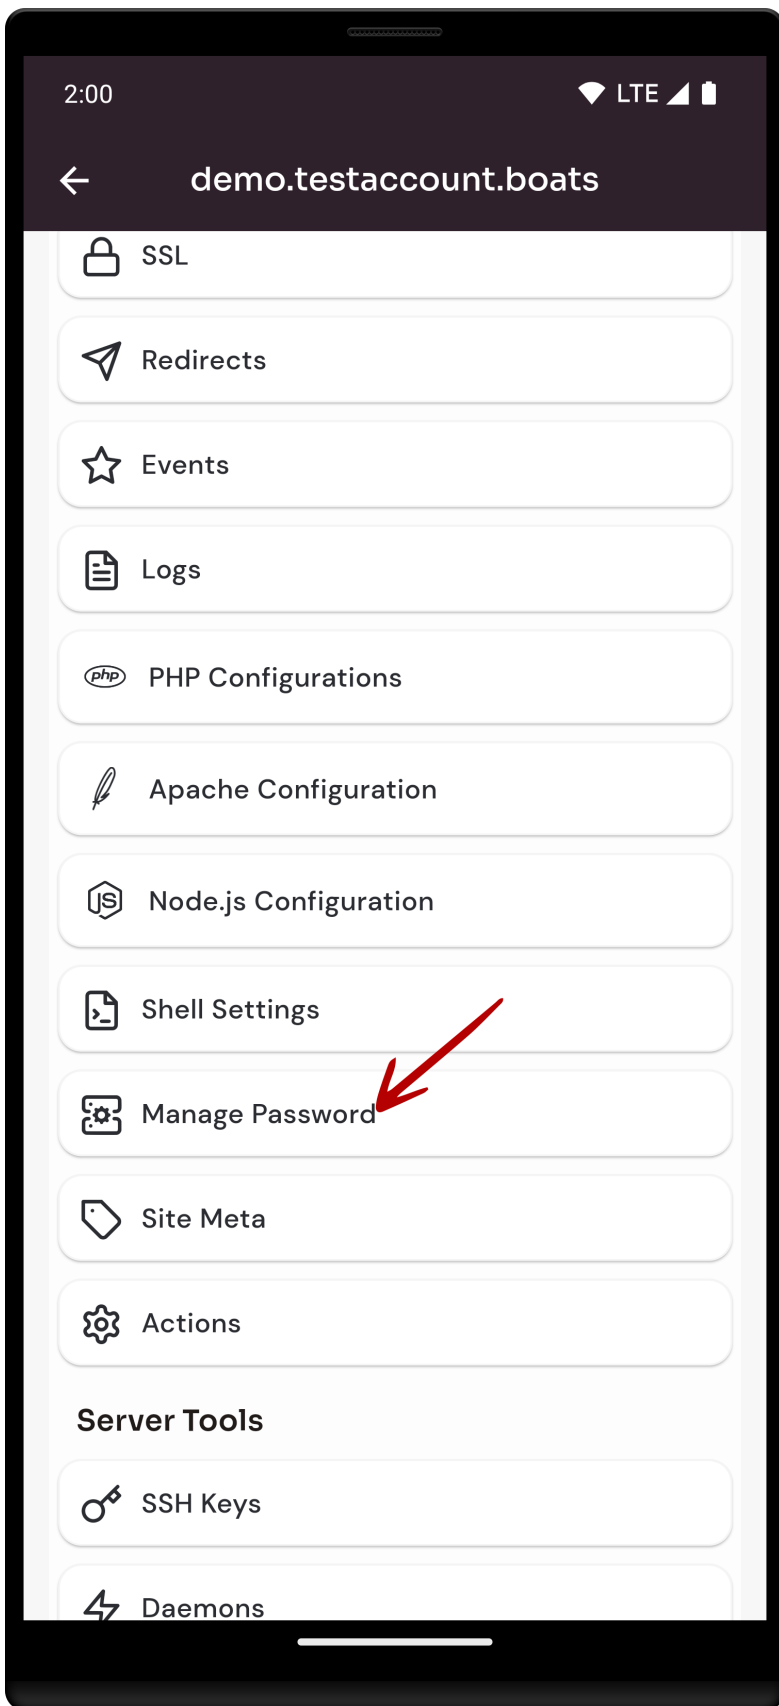 2:00 LTE
demo.testaccount.boats
SSL
Redirects
Events
Logs
php PHP Configurations
Apache Configuration
JS Node.js Configuration
Shell Settings
Manage Password
Site Meta
Actions
Server Tools
SSH Keys
Daemons